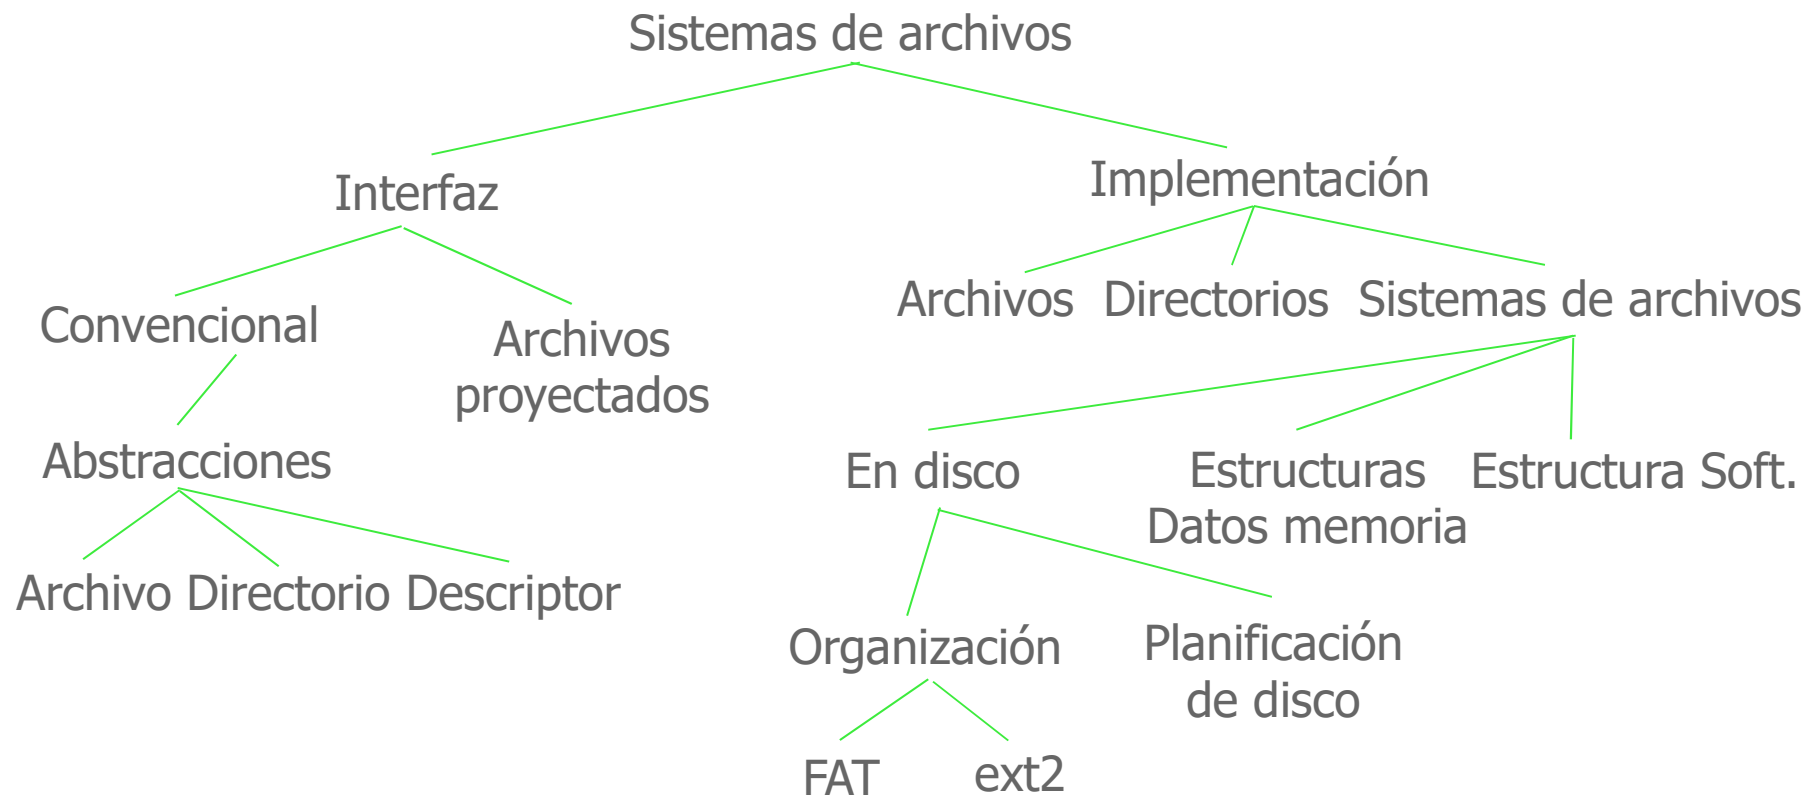 Sistemas de archivos
Interfaz
Implementación
Archivos Directorios Sistemas de archivos
Convencional
Archivos
proyectados
Abstracciones
En disco
Estructuras
Datos memoria
Estructura Soft.
Archivo Directorio Descriptor
Organización
Planificación
de disco
FAT
ext2